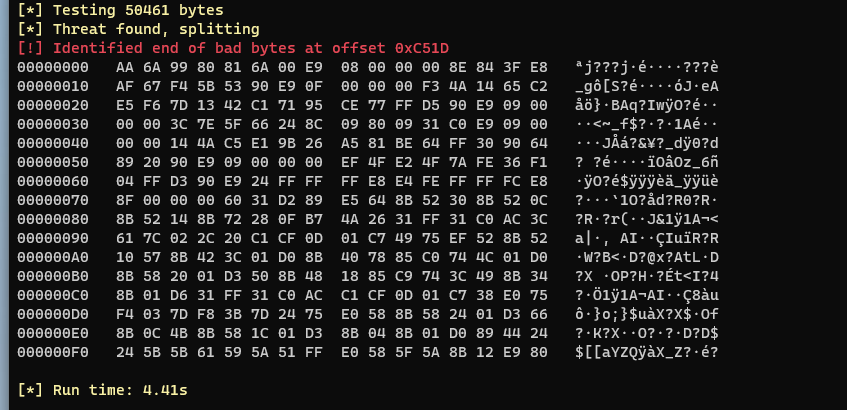 [*] Testing 50461 bytes
[*] Threat found, splitting
[!] Identified end of bad bytes at offset 0xC51D
00000000   AA 6A 99 80 81 6A 00 E9  08 00 00 00 8E 84 3F E8   ªj???j·é····???è
00000010   AF 67 F4 5B 53 90 E9 0F  00 00 00 F3 4A 14 65 C2   _gô[S?é····óJ·eA
00000020   E5 F6 7D 13 42 C1 71 95  CE 77 FF D5 90 E9 09 00   åö}·BAq?IwÿO?é··
00000030   00 00 3C 7E 5F 66 24 8C  09 80 09 31 C0 E9 09 00   ··<~_f$?·?·1Aé··
00000040   00 00 14 4A C5 E1 9B 26  A5 81 BE 64 FF 30 90 64   ···JÅá?&¥?_dÿ0?d
00000050   89 20 90 E9 09 00 00 00  EF 4F E2 4F 7A FE 36 F1   ? ?é····ïOâOz_6ñ
00000060   04 FF D3 90 E9 24 FF FF  FF E8 E4 FE FF FF FC E8   ·ÿO?é$ÿÿÿèä_ÿÿüè
00000070   8F 00 00 00 60 31 D2 89  E5 64 8B 52 30 8B 52 0C   ?···`1O?åd?R0?R·
00000080   8B 52 14 8B 72 28 0F B7  4A 26 31 FF 31 C0 AC 3C   ?R·?r(··J&1ÿ1A¬<
00000090   61 7C 02 2C 20 C1 CF 0D  01 C7 49 75 EF 52 8B 52   a|·, AI··ÇIuïR?R
000000A0   10 57 8B 42 3C 01 D0 8B  40 78 85 C0 74 4C 01 D0   ·W?B<·D?@x?AtL·D
000000B0   8B 58 20 01 D3 50 8B 48  18 85 C9 74 3C 49 8B 34   ?X ·OP?H·?Ét<I?4
000000C0   8B 01 D6 31 FF 31 C0 AC  C1 CF 0D 01 C7 38 E0 75   ?·Ö1ÿ1A¬AI··Ç8àu
000000D0   F4 03 7D F8 3B 7D 24 75  E0 58 8B 58 24 01 D3 66   ô·}o;}$uàX?X$·Of
000000E0   8B 0C 4B 8B 58 1C 01 D3  8B 04 8B 01 D0 89 44 24   ?·K?X··O?·?·D?D$
000000F0   24 5B 5B 61 59 5A 51 FF  E0 58 5F 5A 8B 12 E9 80   $[[aYZQÿàX_Z?·é?
[*] Run time: 4.41s